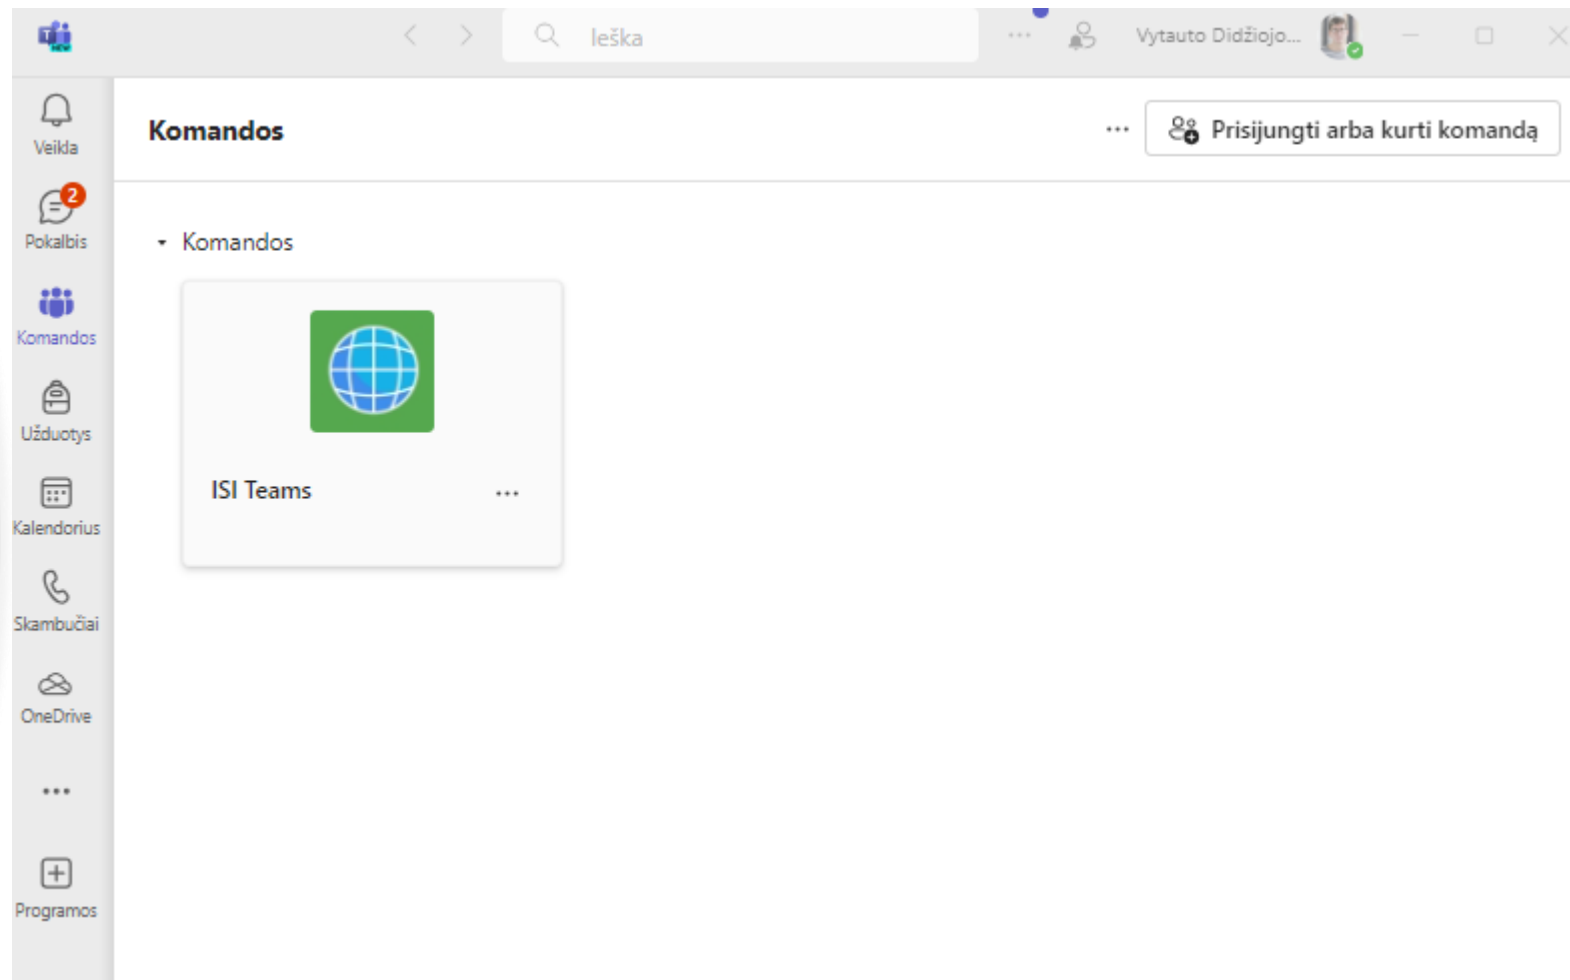 Ieška
Vytauto Didžiojo...
Veikla
Komandos
Prisijungti arba kurti komandą
2
Pokalbis
Komandos
Komandos
Užduotys
ISI Teams
Kalendorius
Skambučiai
OneDrive
Programos